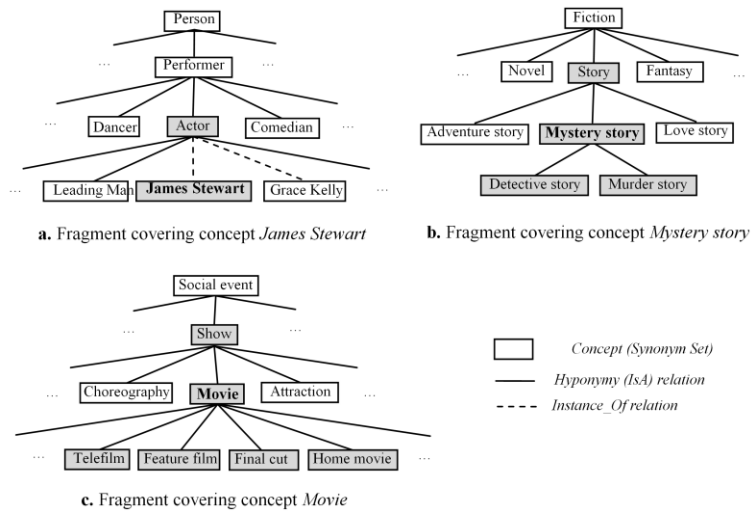 Person
... ...
Performer
... Dancer Actor Comedian ...
... Leading Man James Stewart Grace Kelly ...
a. Fragment covering concept James Stewart
Fiction
... Novel Story Fantasy ...
Adventure story Mystery story Love story
Detective story Murder story
b. Fragment covering concept Mystery story
Social event
... Show ...
... Choreography Movie Attraction ...
... Telefilm Feature film Final cut Home movie ...
c. Fragment covering concept Movie
Concept (Synonym Set)
Hyponymy (IsA) relation
Instance_Of relation